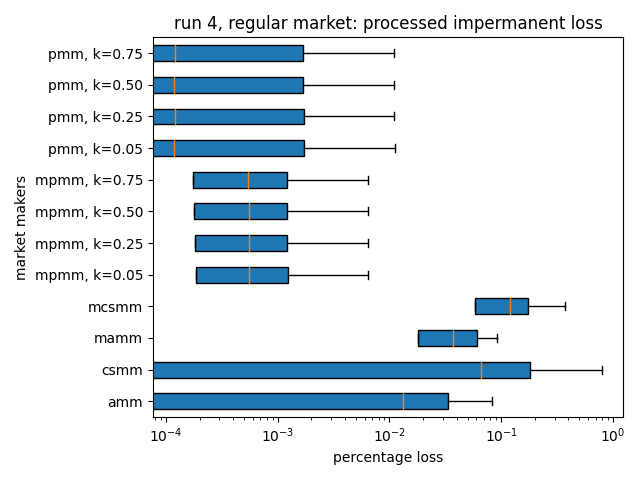 run 4, regular market: processed impermanent loss
market makers
pmm, k=0.75
pmm, k=0.50
pmm, k=0.25
pmm, k=0.05
mpmm, k=0.75
mpmm, k=0.50
mpmm, k=0.25
mpmm, k=0.05
mcsmm
mamm
csmm
amm
10⁻⁴ 10⁻³ 10⁻² 10⁻¹ 10⁰
percentage loss